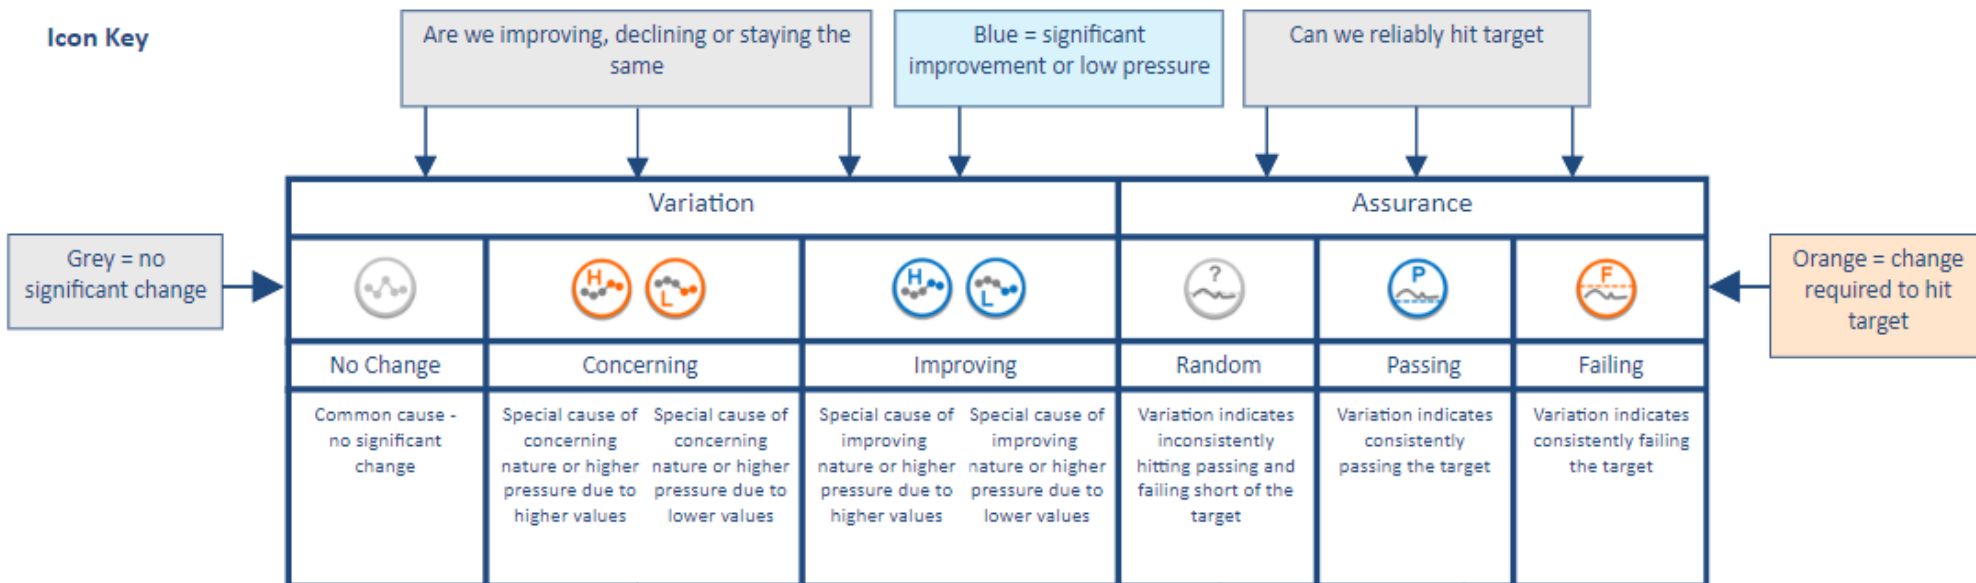 Icon Key
Are we improving, declining or staying the
same
Blue = significant
improvement or low pressure
Can we reliably hit target
Variation
Assurance
Grey = no
significant change
H
L
H
L
?
P
F
Orange = change
required to hit
target
No Change
Concerning
Improving
Random
Passing
Failing
Common cause -
no significant
change
Special cause of
concerning
nature or higher
pressure due to
higher values
Special cause of
concerning
nature or higher
pressure due to
lower values
Special cause of
improving
nature or higher
pressure due to
higher values
Special cause of
improving
nature or higher
pressure due to
lower values
Variation indicates
inconsistently
hitting passing and
failing short of the
target
Variation indicates
consistently
passing the target
Variation indicates
consistently failing
the target